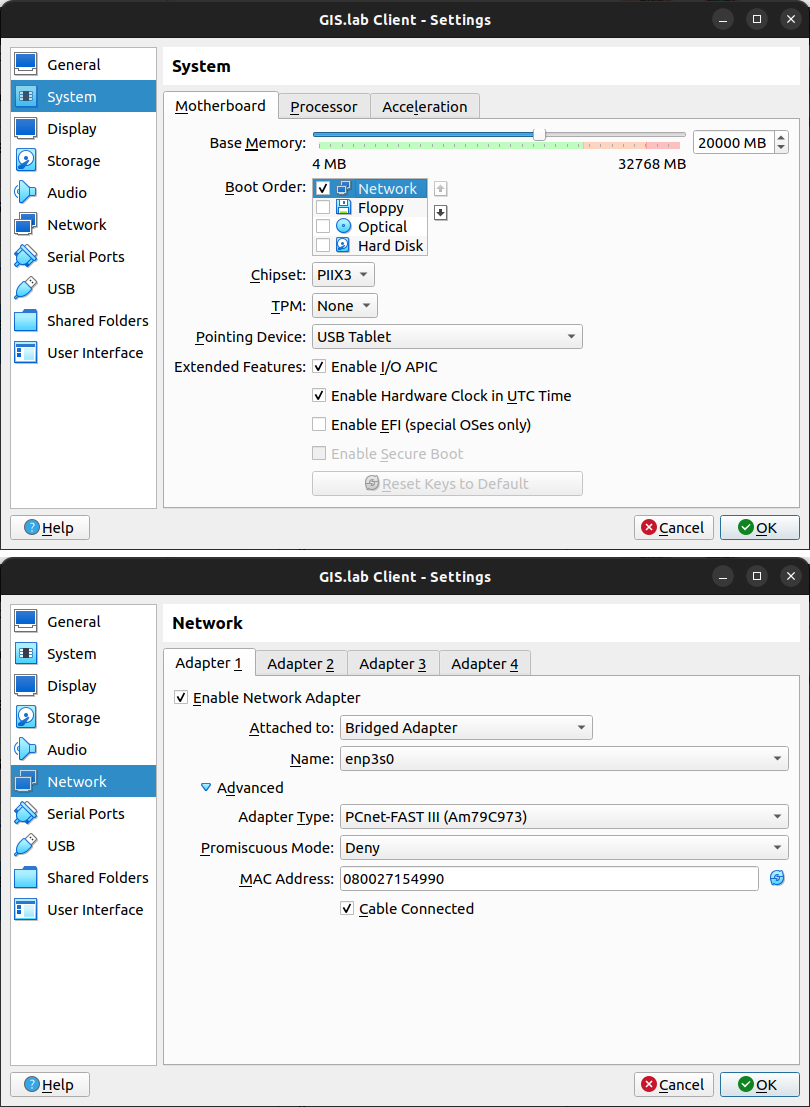 GIS.lab Client - Settings
General
System
Display
Storage
Audio
Network
Serial Ports
USB
Shared Folders
User Interface
System
Motherboard Processor Acceleration
Base Memory: 20000 MB
4 MB 32768 MB
Boot Order: Network
Floppy
Optical
Hard Disk
Chipset: PIIX3
TPM: None
Pointing Device: USB Tablet
Extended Features: Enable I/O APIC
Enable Hardware Clock in UTC Time
Enable EFI (special OSes only)
Enable Secure Boot
Reset Keys to Default
Help Cancel OK
GIS.lab Client - Settings
General
System
Display
Storage
Audio
Network
Serial Ports
USB
Shared Folders
User Interface
Network
Adapter 1 Adapter 2 Adapter 3 Adapter 4
Enable Network Adapter
Attached to: Bridged Adapter
Name: enp3s0
Advanced
Adapter Type: PCnet-FAST III (Am79C973)
Promiscuous Mode: Deny
MAC Address: 080027154990
Cable Connected
Help Cancel OK